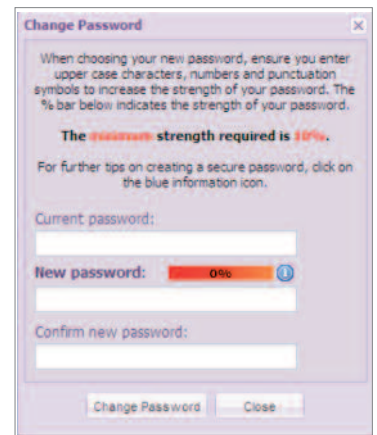 Change Password
When choosing your new password, ensure you enter
upper case characters, numbers and punctuation
symbols to increase the strength of your password. The
% bar below indicates the strength of your password.
The minimum strength required is 10%.
For further tips on creating a secure password, click on
the blue information icon.
Current password:
New password: 0%
Confirm new password:
Change Password Close